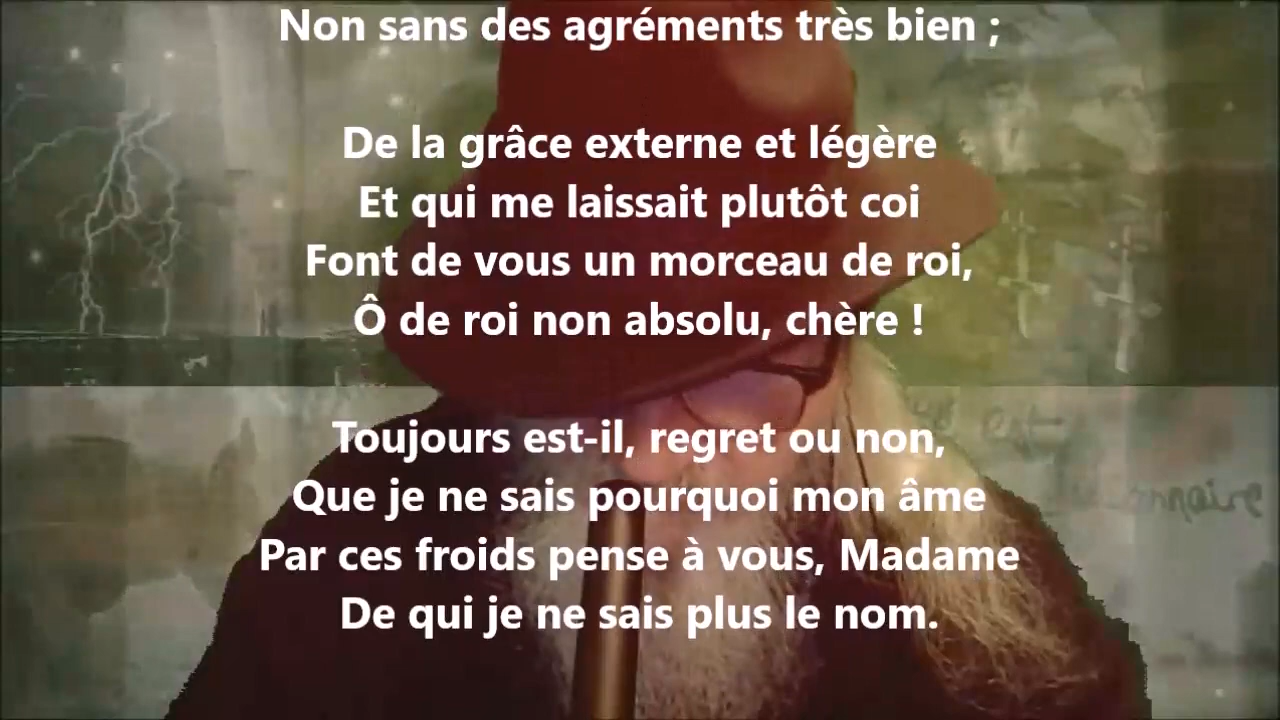 Non sans des agréments très bien ;
De la grâce externe et légère
Et qui me laissait plutôt coi
Font de vous un morceau de roi,
Ô de roi non absolu, chère !
Toujours est-il, regret ou non,
Que je ne sais pourquoi mon âme
Par ces froids pense à vous, Madame
De qui je ne sais plus le nom.